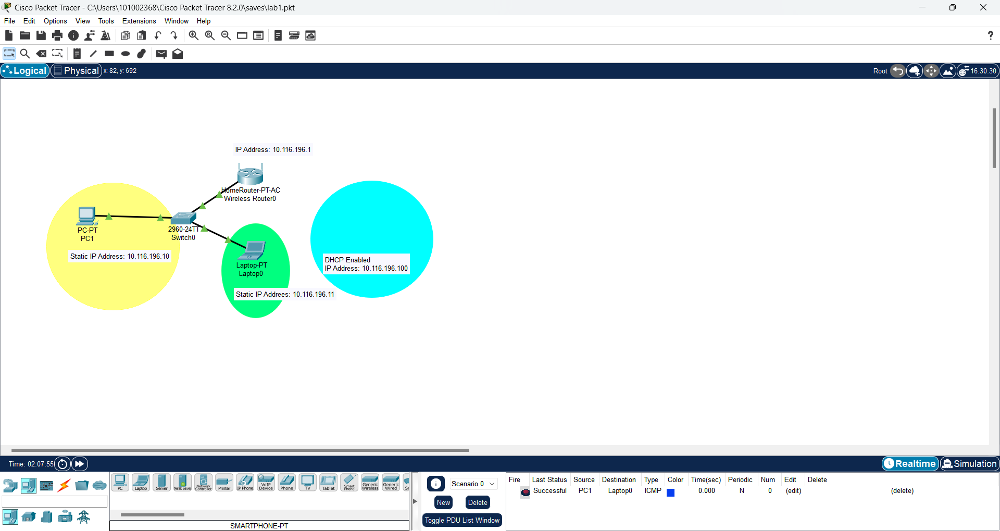 Cisco Packet Tracer - C:\Users\101002368\Cisco Packet Tracer 8.2.0\saves\lab1.pkt
File Edit Options View Tools Extensions Window Help
?
Logical Physical x: 82, y: 692 Root 16:30:30
IP Address: 10.116.196.1
HomeRouter-PT-AC
Wireless Router0
PC-PT
PC1
2960-24TT
Switch0
Static IP Address: 10.116.196.10
Laptop-PT
Laptop0
DHCP Enabled
IP Address: 10.116.196.100
Static IP Addrees: 10.116.196.11
Time: 02:07:55 Realtime Simulation
PC Laptop Server Meraki Server Network Controller Printer IP Phone VoIP Device Phone TV Tablet Smart Phone Generic Wireless Generic Wired
SMARTPHONE-PT
Scenario 0
New Delete
Toggle PDU List Window
Fire Last Status Source Destination Type Color Time(sec) Periodic Num Edit Delete
Successful PC1 Laptop0 ICMP 0.000 N 0 (edit) (delete)